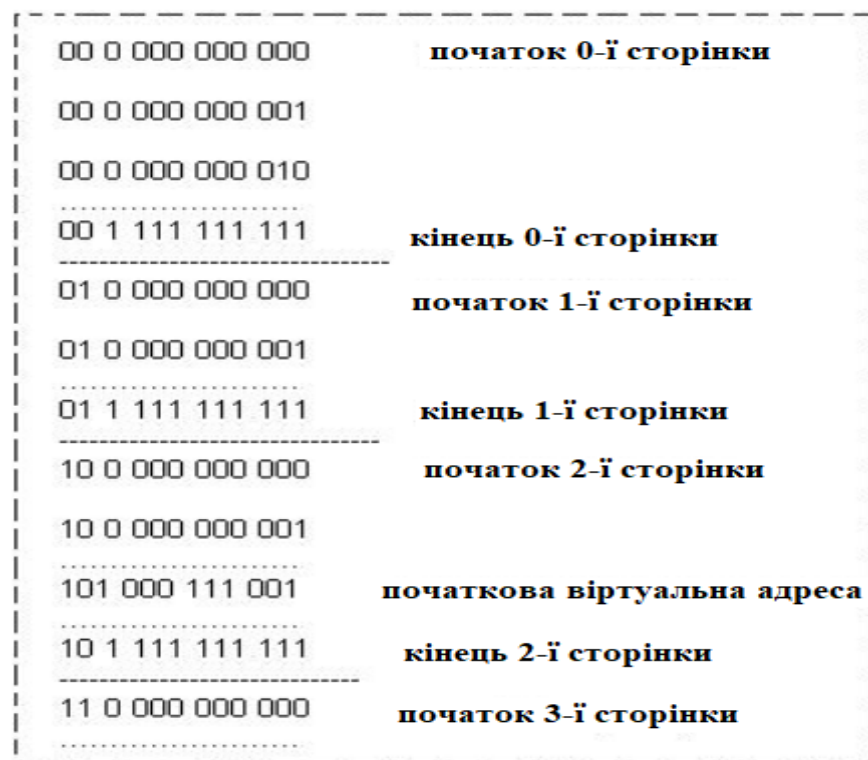 00 0 000 000 000 початок 0-ї сторінки
00 0 000 000 001
00 0 000 000 010
........................
00 1 111 111 111 кінець 0-ї сторінки
---------------------------------
01 0 000 000 000 початок 1-ї сторінки
01 0 000 000 001
........................
01 1 111 111 111 кінець 1-ї сторінки
--------------------------------
10 0 000 000 000 початок 2-ї сторінки
10 0 000 000 001
........................
101 000 111 001 початкова віртуальна адреса
........................
10 1 111 111 111 кінець 2-ї сторінки
------------------------------
11 0 000 000 000 початок 3-ї сторінки
........................